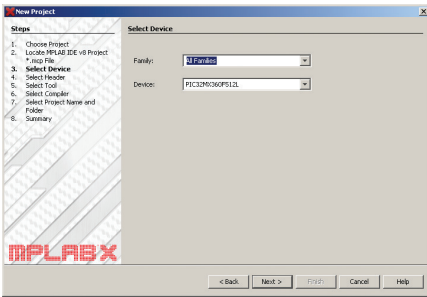 New Project
Steps
1. Choose Project
2. Locate MPLAB IDE v8 Project
*.mcp File
3. Select Device
4. Select Header
5. Select Tool
6. Select Compiler
7. Select Project Name and
Folder
8. Summary
MPLAB X
Select Device
Family: All Families
Device: PIC32MX360F512L
< Back Next > Finish Cancel Help